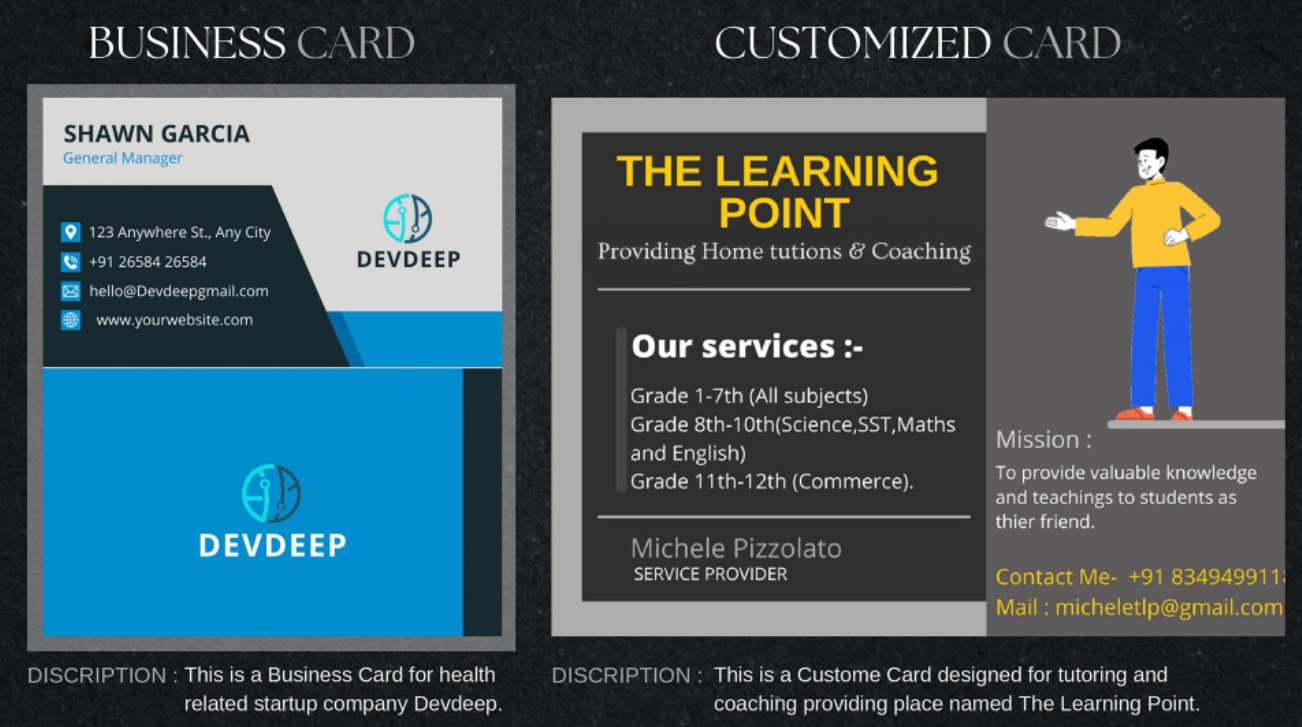 BUSINESS CARD
SHAWN GARCIA
General Manager
123 Anywhere St., Any City
+91 26584 26584
hello@Devdeepgmail.com
www.yourwebsite.com
DEVDEEP
DEVDEEP
DISCRIPTION : This is a Business Card for health
related startup company Devdeep.
CUSTOMIZED CARD
THE LEARNING
POINT
Providing Home tutions & Coaching
Our services :-
Grade 1-7th (All subjects)
Grade 8th-10th(Science,SST,Maths
and English)
Grade 11th-12th (Commerce).
Michele Pizzolato
SERVICE PROVIDER
Mission :
To provide valuable knowledge
and teachings to students as
thier friend.
Contact Me- +91 834949911
Mail : micheletlp@gmail.com
DISCRIPTION : This is a Custome Card designed for tutoring and
coaching providing place named The Learning Point.